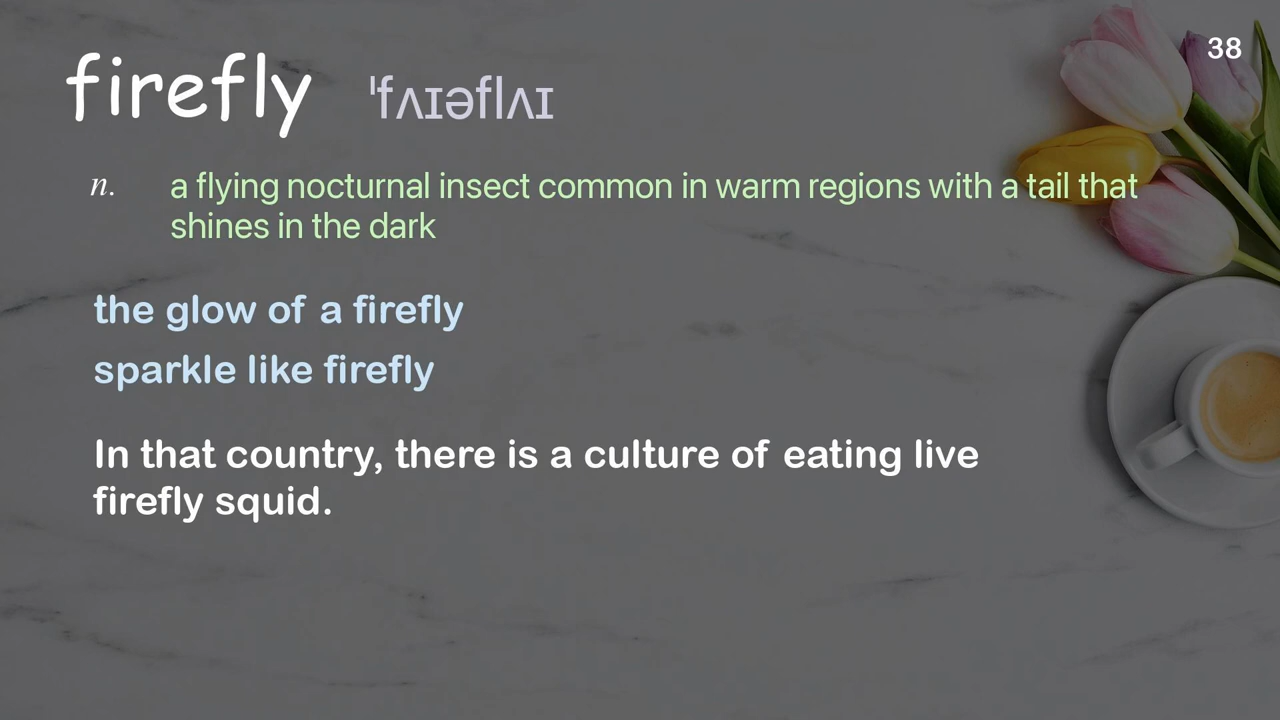 38
firefly ˈfʌɪəflʌɪ
n. a flying nocturnal insect common in warm regions with a tail that
shines in the dark
the glow of a firefly
sparkle like firefly
In that country, there is a culture of eating live
firefly squid.